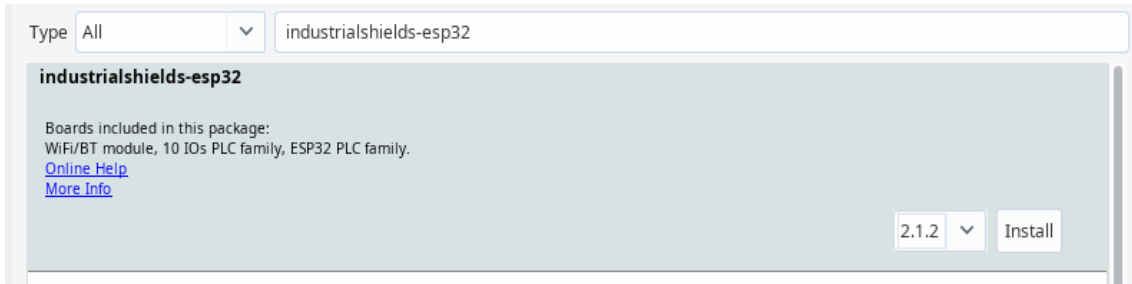 Type All industrialshields-esp32
industrialshields-esp32
Boards included in this package:
WiFi/BT module, 10 IOs PLC family, ESP32 PLC family.
Online Help
More Info
2.1.2 Install